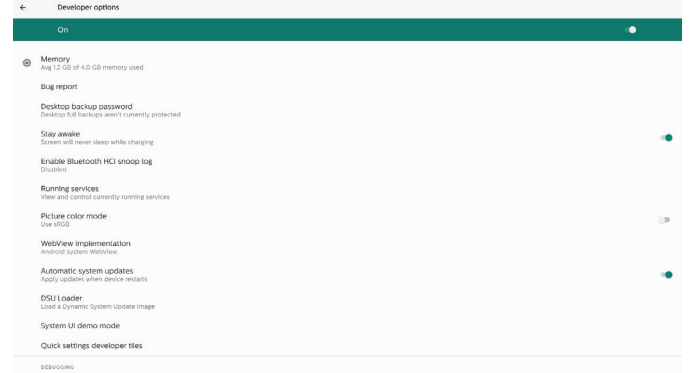 Developer options
On
Memory
Avg 1.2 GB of 4.0 GB memory used
Bug report
Desktop backup password
Desktop full backups aren't currently protected
Stay awake
Screen will never sleep while charging
Enable Bluetooth HCI snoop log
Disabled
Running services
View and control currently running services
Picture color mode
Use sRGB
WebView implementation
Android System WebView
Automatic system updates
Apply updates when device restarts
DSU Loader
Load a Dynamic System Update Image
System UI demo mode
Quick settings developer tiles
DEBUGGING